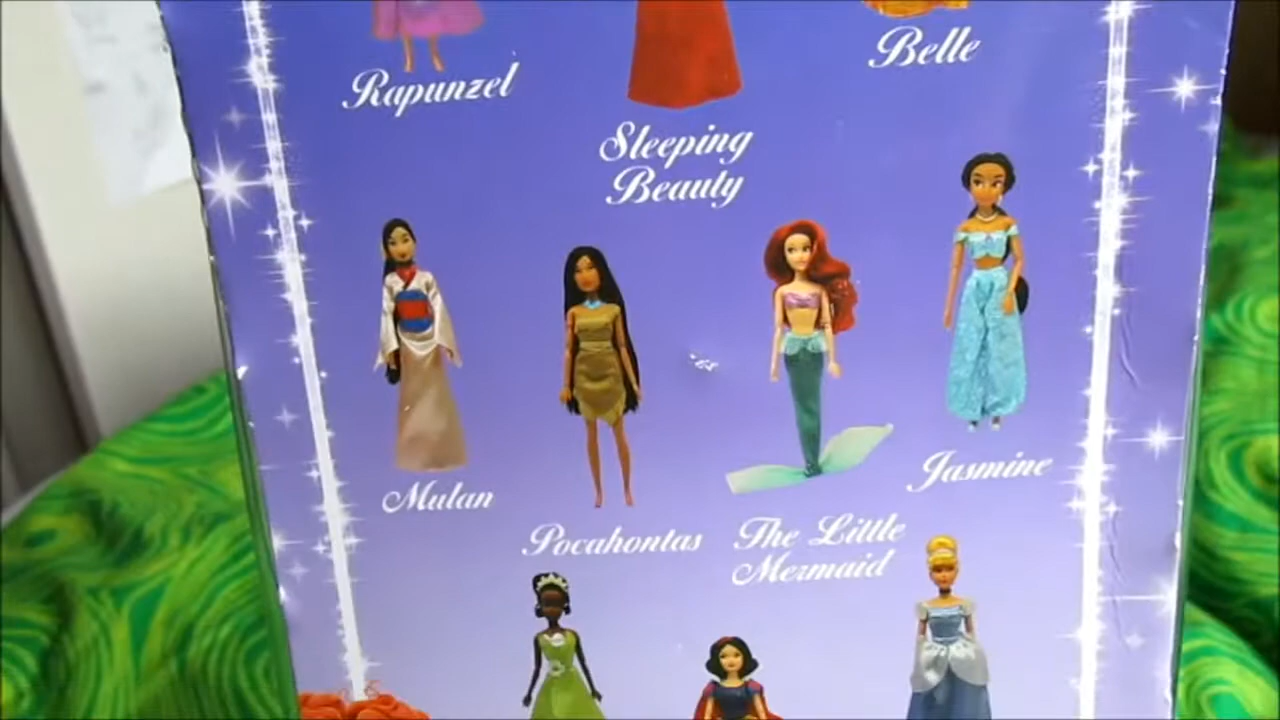 Rapunzel
Belle
Sleeping
Beauty
Mulan
Pocahontas
The Little
Mermaid
Jasmine